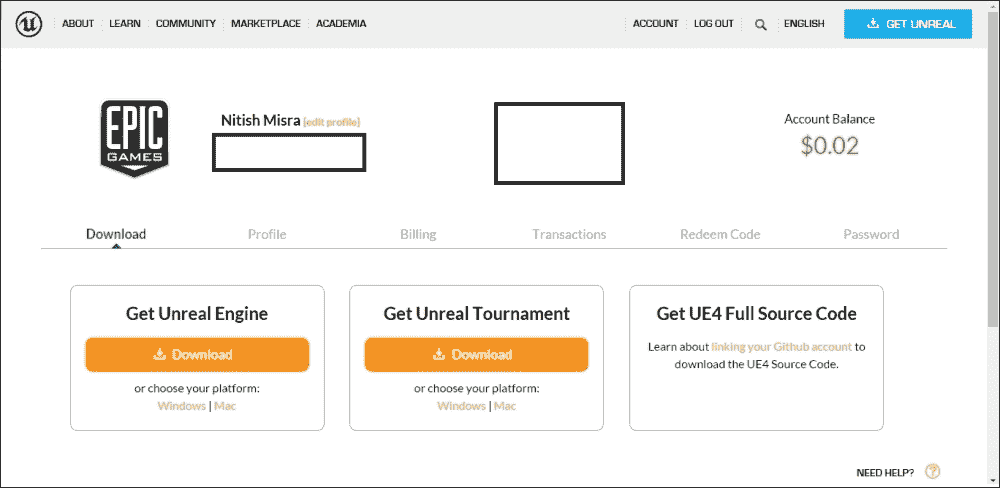 ABOUT LEARN COMMUNITY MARKETPLACE ACADEMIA ACCOUNT LOG OUT ENGLISH GET UNREAL
EPIC
GAMES
Nitish Misra [edit profile]
Account Balance
$0.02
Download Profile Billing Transactions Redeem Code Password
Get Unreal Engine
Download
or choose your platform:
Windows | Mac
Get Unreal Tournament
Download
or choose your platform:
Windows | Mac
Get UE4 Full Source Code
Learn about linking your Github account to
download the UE4 Source Code.
NEED HELP? ?